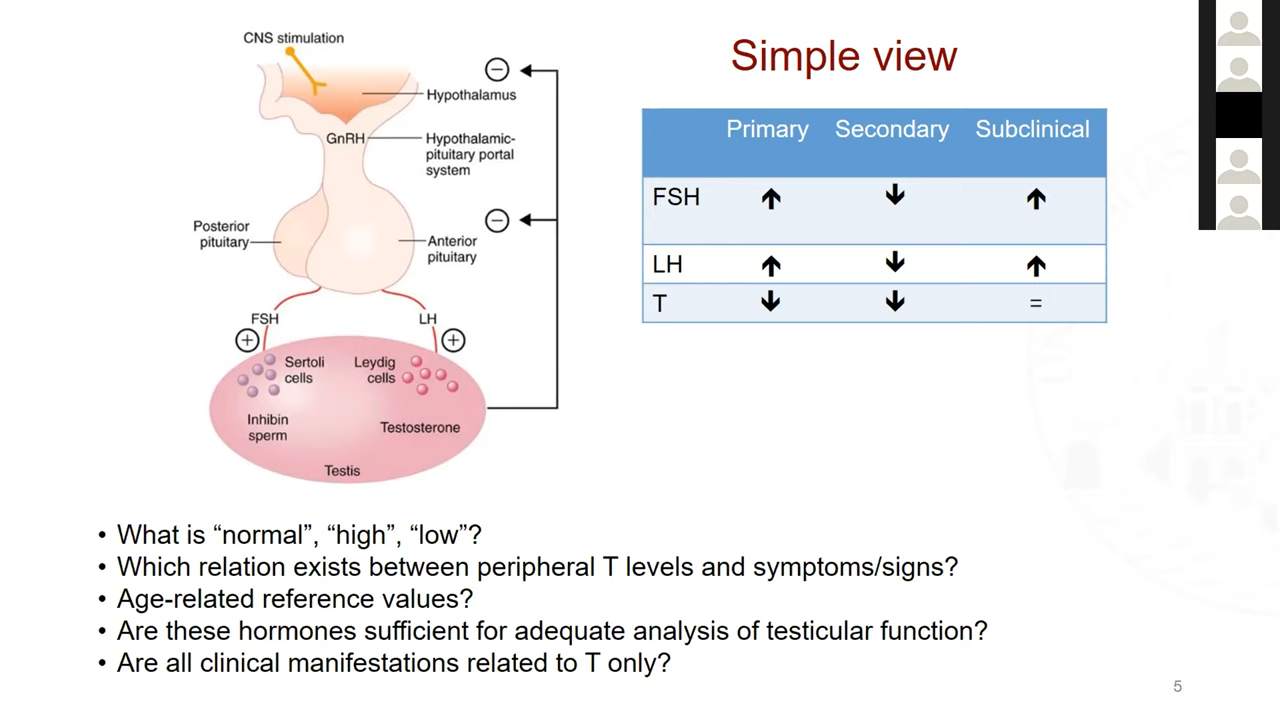 CNS stimulation
Hypothalamus
GnRH
Hypothalamic-
pituitary portal
system
Posterior
pituitary
Anterior
pituitary
FSH
LH
Sertoli
cells
Leydig
cells
Inhibin
sperm
Testosterone
Testis
Simple view
Primary Secondary Subclinical
FSH ↑ ↓ ↑
LH ↑ ↓ ↑
T ↓ ↓ =
• What is “normal”, “high”, “low”?
• Which relation exists between peripheral T levels and symptoms/signs?
• Age-related reference values?
• Are these hormones sufficient for adequate analysis of testicular function?
• Are all clinical manifestations related to T only?
5